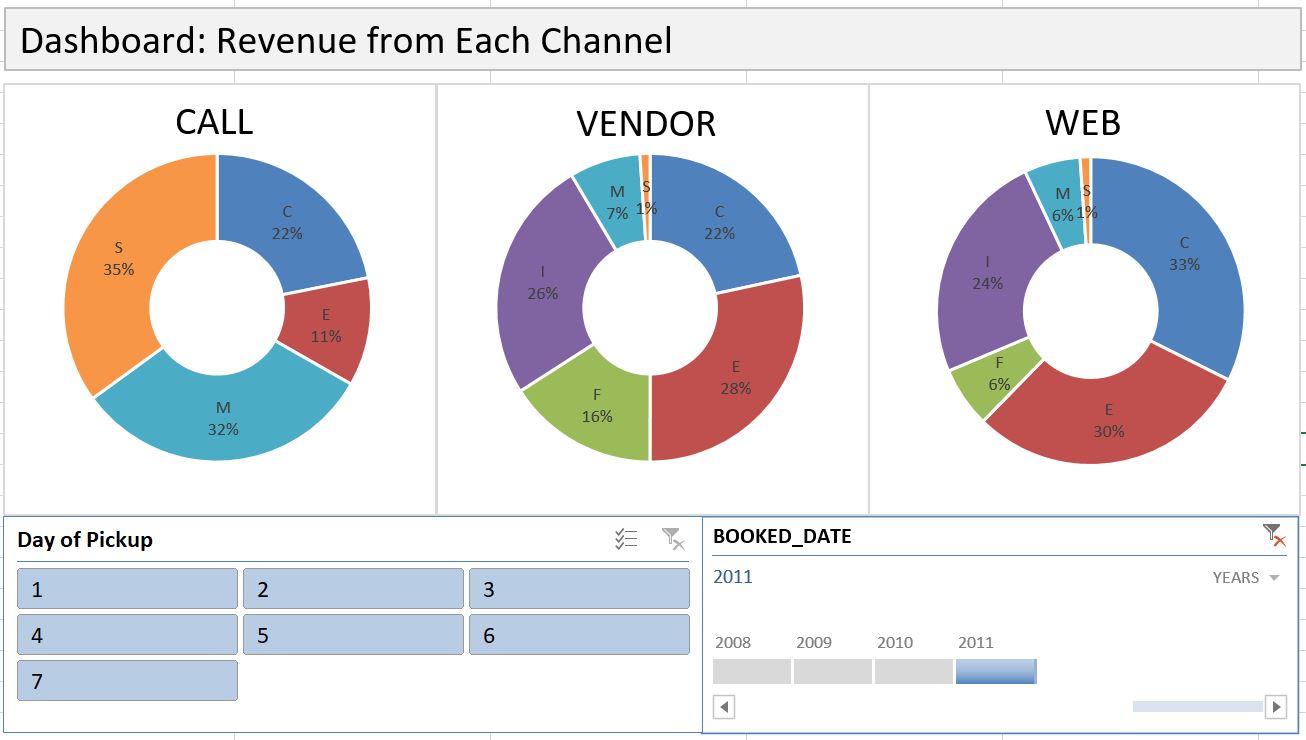 Dashboard: Revenue from Each Channel
CALL
C
22%
E
11%
M
32%
S
35%
VENDOR
C
22%
E
28%
F
16%
I
26%
M
7%
S
1%
WEB
C
33%
E
30%
F
6%
I
24%
M
6%
S
1%
Day of Pickup
1 2 3
4 5 6
7
BOOKED_DATE
2011 YEARS
2008 2009 2010 2011